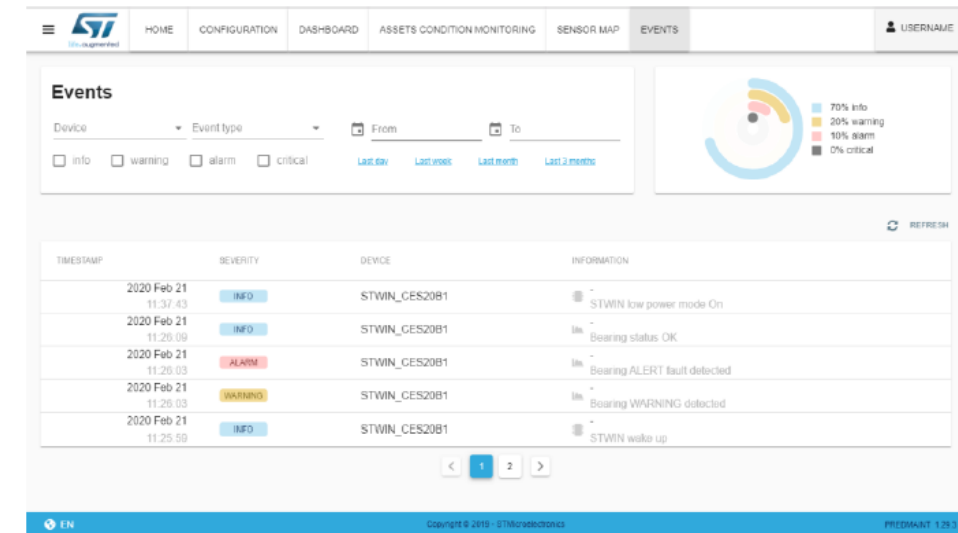 ST HOME CONFIGURATION DASHBOARD ASSETS CONDITION MONITORING SENSOR MAP EVENTS USERNAME
life.augmented
Events
Device Event type From To
info warning alarm critical Last day Last week Last month Last 3 months
70% info
20% warning
10% alarm
0% critical
REFRESH
TIMESTAMP SEVERITY DEVICE INFORMATION
2020 Feb 21 -
11:37:43 INFO STWIN_CES20B1 STWIN low power mode On
2020 Feb 21 -
11:26:09 INFO STWIN_CES20B1 Bearing status OK
2020 Feb 21 -
11:26:03 ALARM STWIN_CES20B1 Bearing ALERT fault detected
2020 Feb 21 -
11:26:03 WARNING STWIN_CES20B1 Bearing WARNING detected
2020 Feb 21 -
11:25:59 INFO STWIN_CES20B1 STWIN wake up
< 1 2 >
EN Copyright © 2019 - STMicroelectronics PREDMAINT 1.29.3